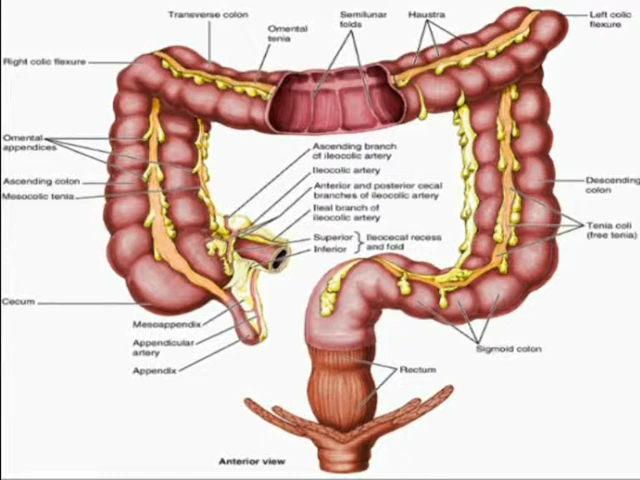 Transverse colon
Omental
tenia
Semilunar
folds
Haustra
Left colic
flexure
Right colic flexure
Omental
appendices
Ascending colon
Mesocolic tenia
Ascending branch
of ileocolic artery
Ileocolic artery
Anterior and posterior cecal
branches of ileocolic artery
Ileal branch of
ileocolic artery
Superior
Inferior
Ileocecal recess
and fold
Descending
colon
Tenia coli
(free tenia)
Cecum
Mesoappendix
Appendicular
artery
Appendix
Sigmoid colon
Rectum
Anterior view